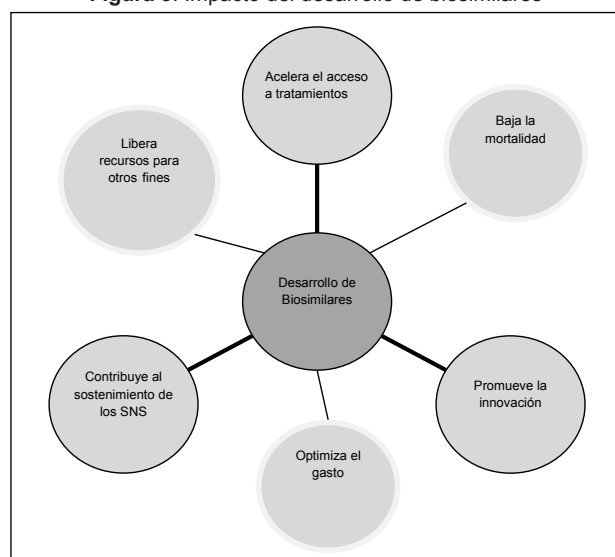 Figura 3. Impacto del desarrollo de biosimilares
Acelera el acceso
a tratamientos
Baja la
mortalidad
Libera
recursos para
otros fines
Desarrollo de
Biosimilares
Contribuye al
sostenimiento de
los SNS
Promueve la
innovación
Optimiza el
gasto